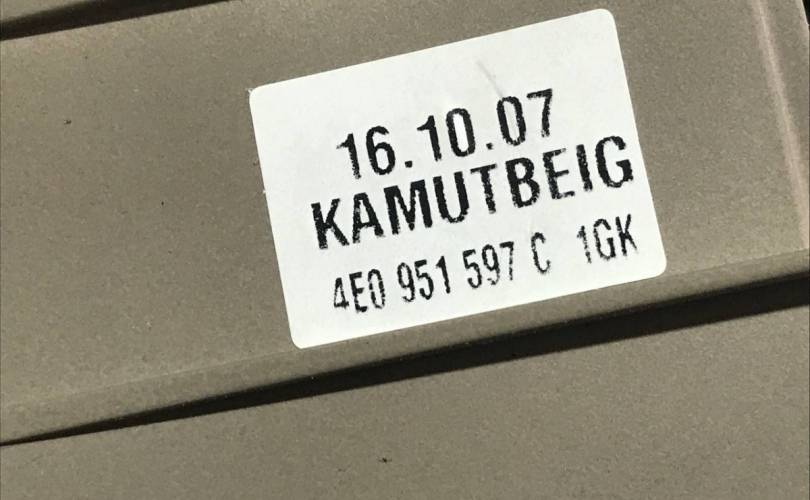 16.10.07
KAMUTBEIG
4E0 951 597 C 1GK